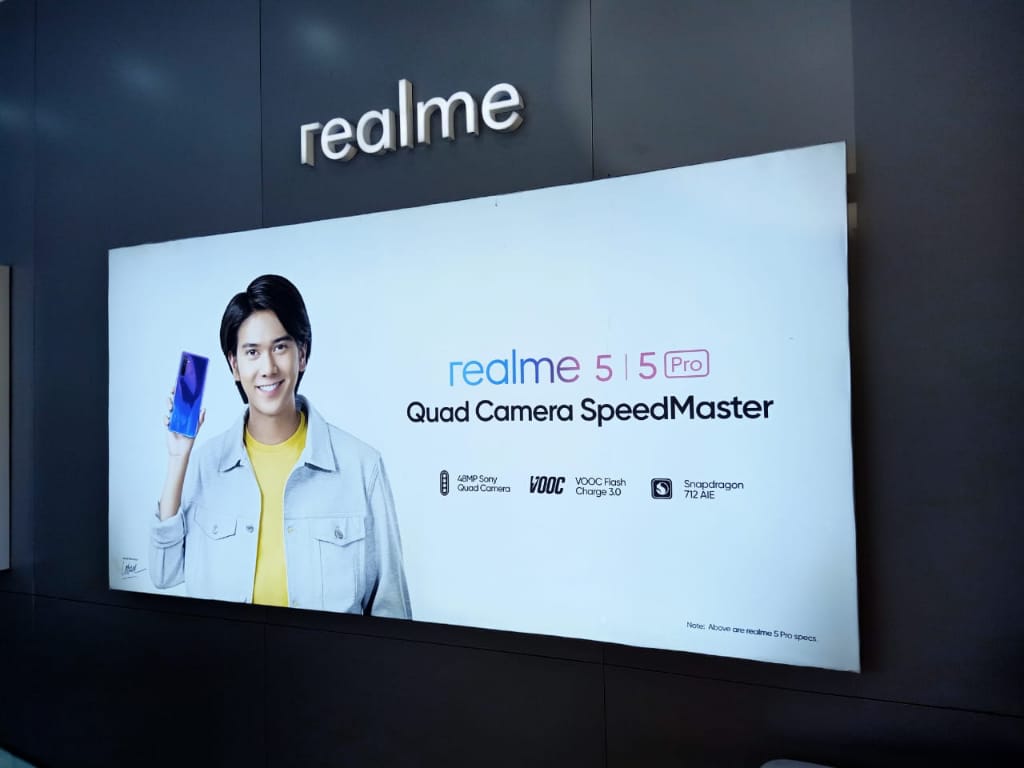 realme
realme 5 | 5 Pro
Quad Camera SpeedMaster
48MP Sony
Quad Camera
VOOC
VOOC Flash
Charge 3.0
Snapdragon
712 AIE
Note: Above are realme 5 Pro specs.